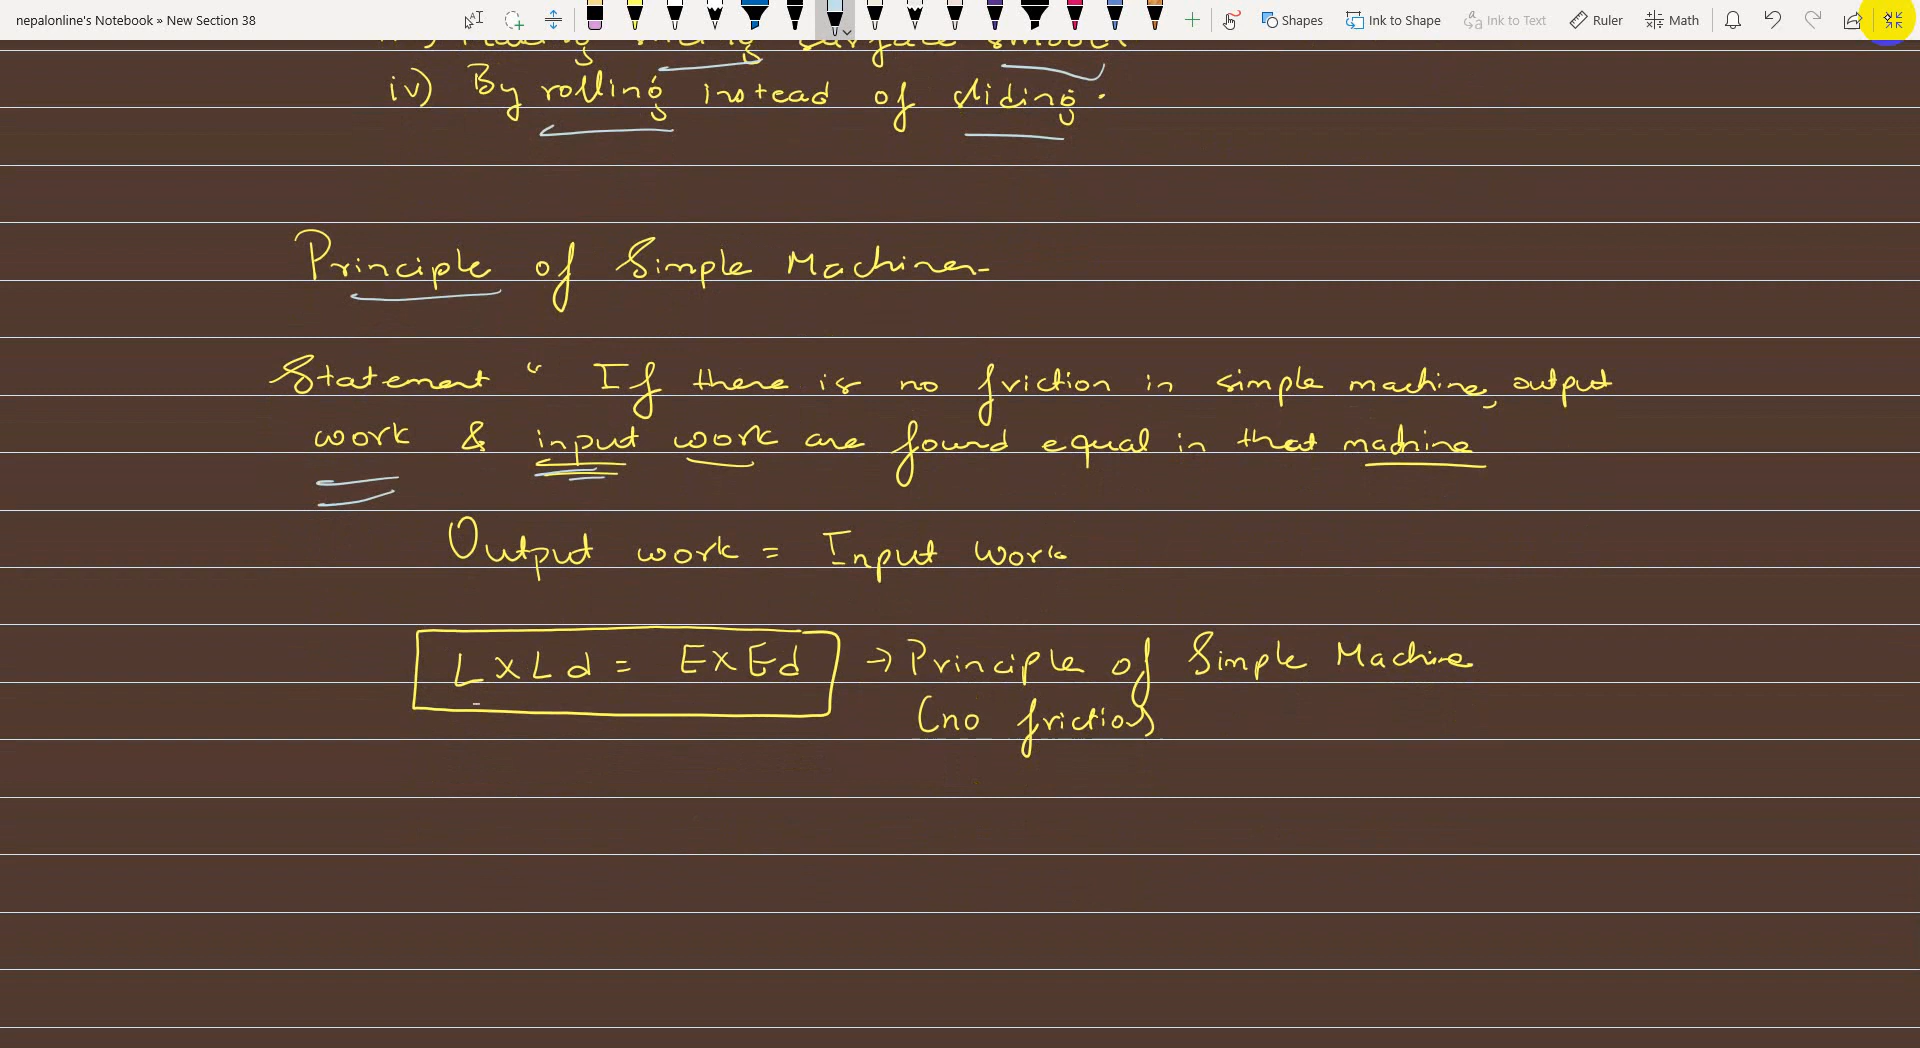 nepalonline's Notebook » New Section 38
Shapes Ink to Shape Ink to Text Ruler Math
surface smooth
iv) By rolling instead of sliding.
Principle of Simple Machine-
Statement " If there is no friction in simple machine, output
work & input work are found equal in that machine
Output work = Input work
L x Ld = E x Ed → Principle of Simple Machine
(no friction)